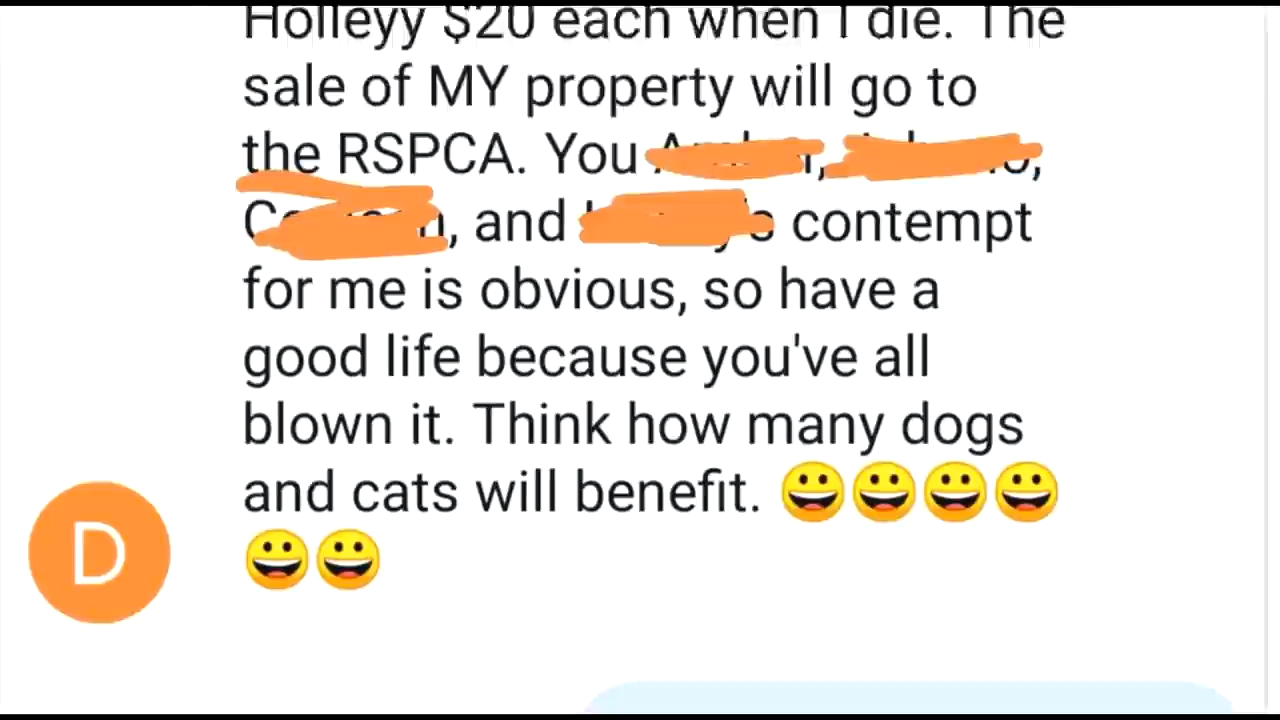 Holleyy $20 each when I die. The
sale of MY property will go to
the RSPCA. You
and contempt
for me is obvious, so have a
good life because you've all
blown it. Think how many dogs
and cats will benefit. 😀😀😀😀
😀😀
D